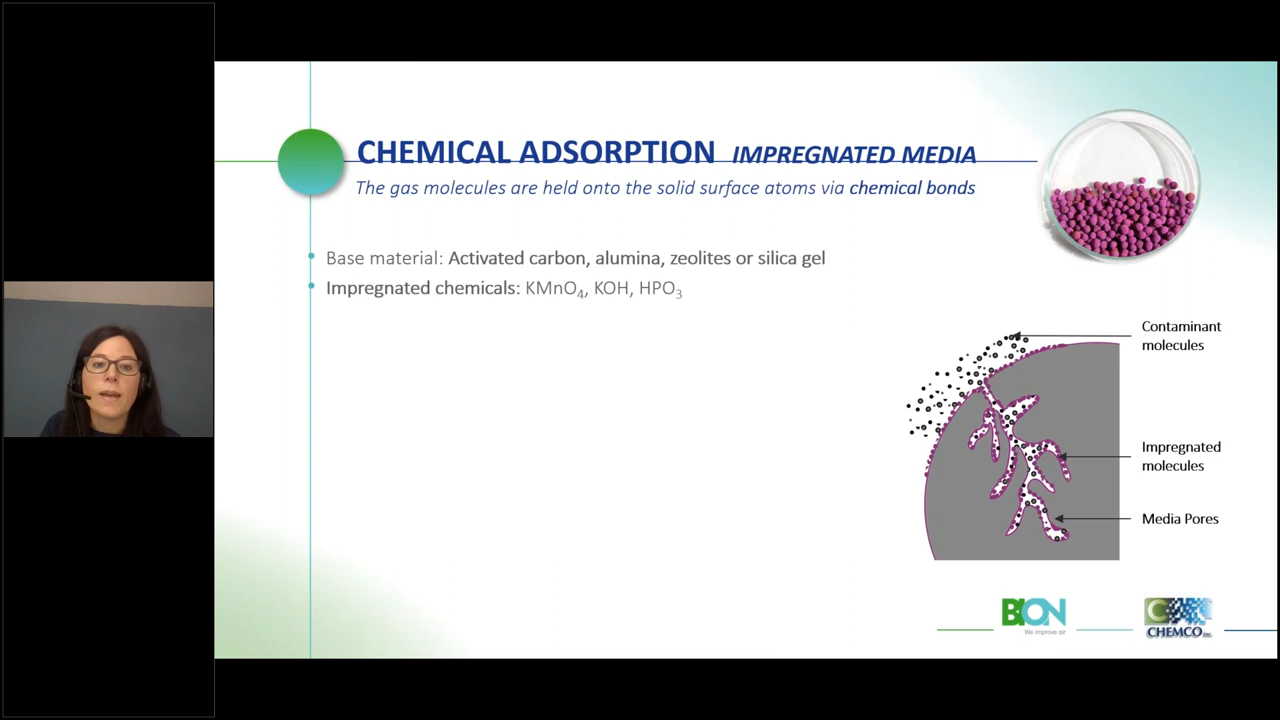 CHEMICAL ADSORPTION IMPREGNATED MEDIA
The gas molecules are held onto the solid surface atoms via chemical bonds
• Base material: Activated carbon, alumina, zeolites or silica gel
• Impregnated chemicals: KMnO₄, KOH, HPO₃
Contaminant
molecules
Impregnated
molecules
Media Pores
BION
We improve air
C
CHEMCO Inc.